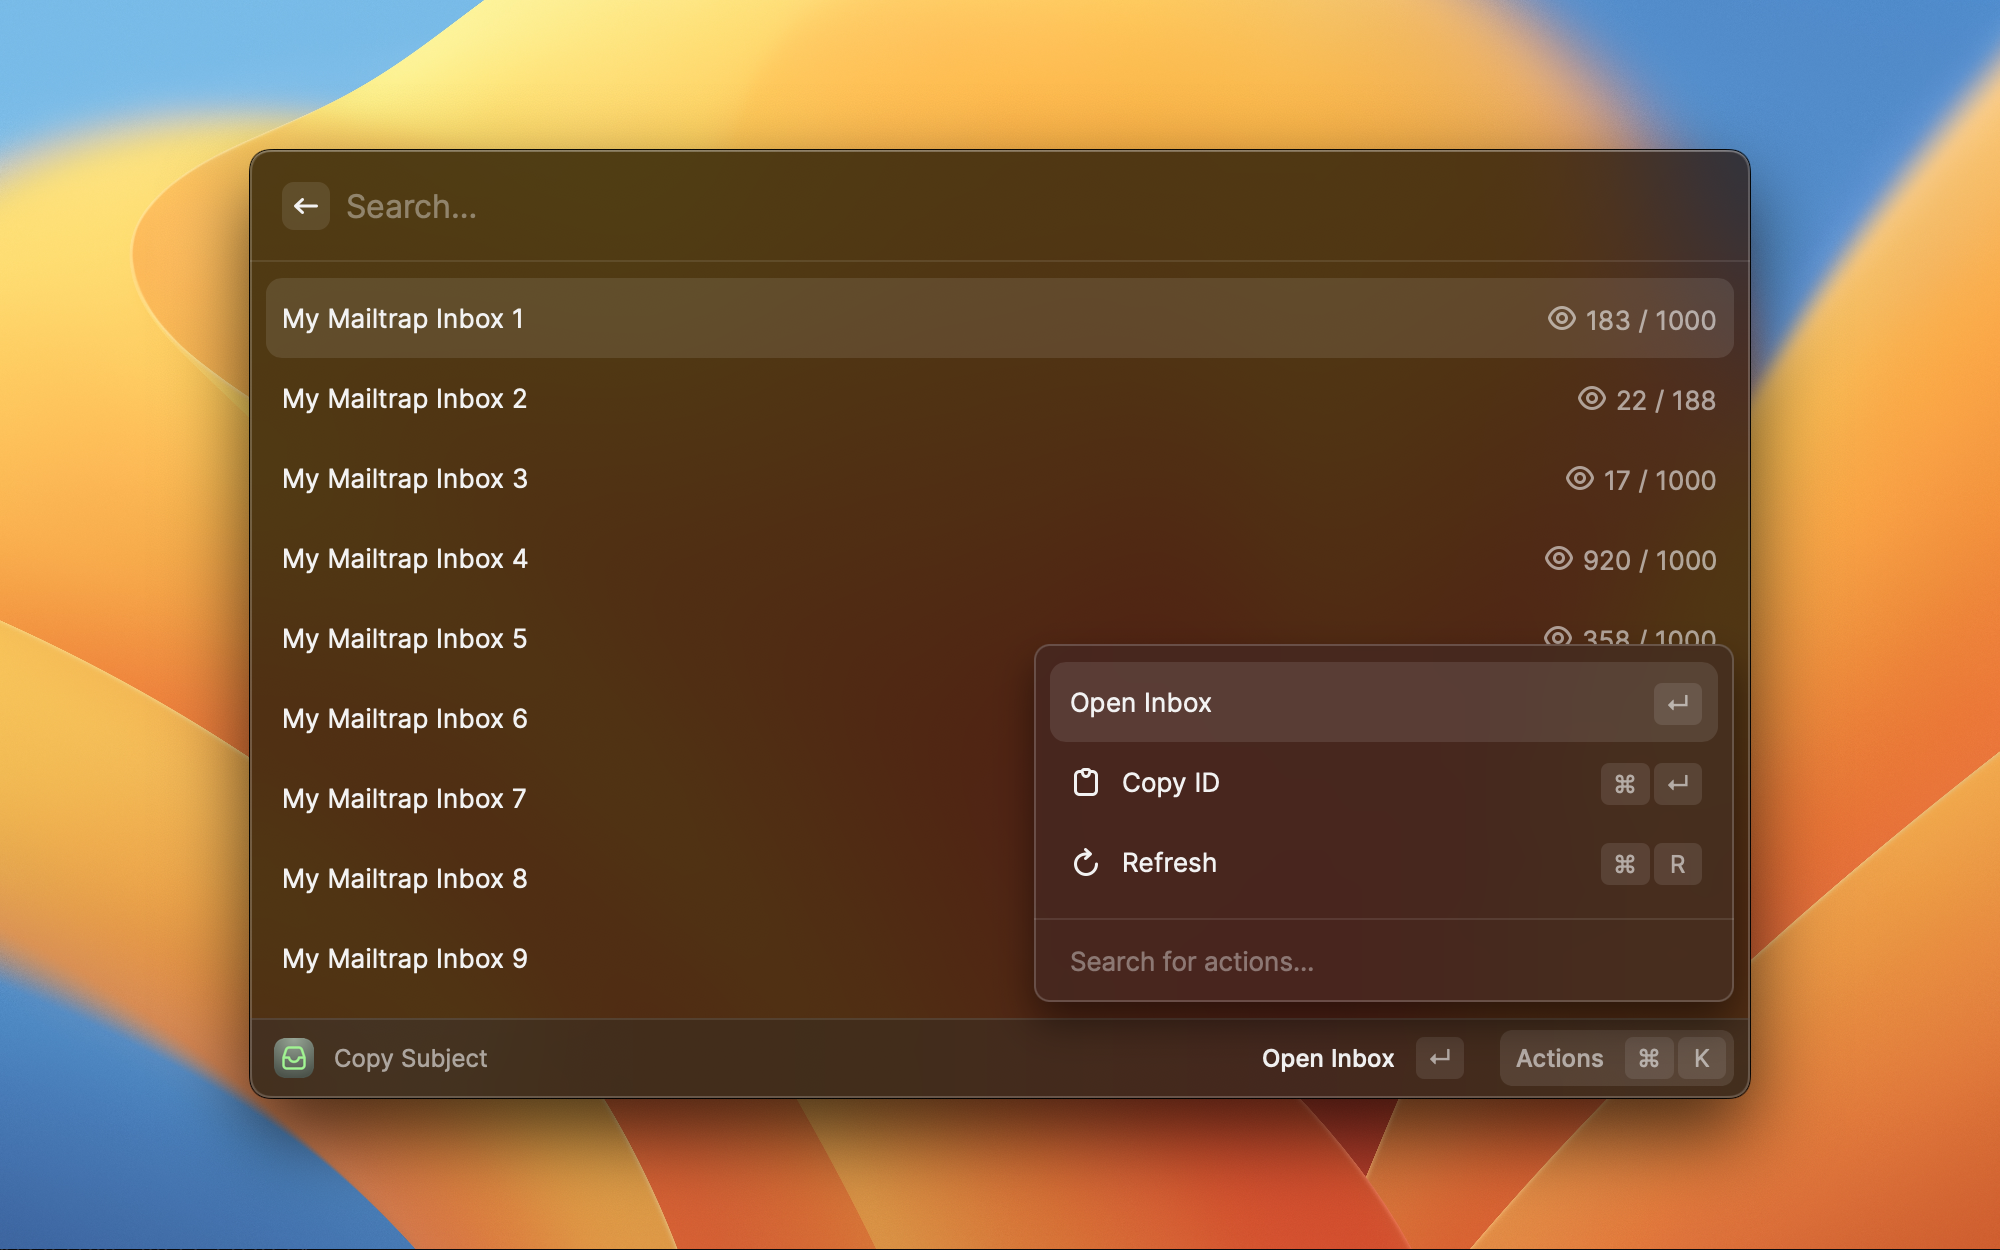 Search...
My Mailtrap Inbox 1 183 / 1000
My Mailtrap Inbox 2 22 / 188
My Mailtrap Inbox 3 17 / 1000
My Mailtrap Inbox 4 920 / 1000
My Mailtrap Inbox 5 358 / 1000
My Mailtrap Inbox 6
My Mailtrap Inbox 7
My Mailtrap Inbox 8
My Mailtrap Inbox 9
Open Inbox ↵
Copy ID ⌘ ↵
Refresh ⌘ R
Search for actions...
Copy Subject Open Inbox ↵ Actions ⌘ K